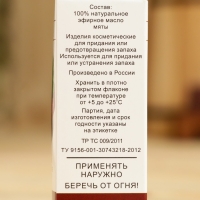 Состав:
100% натуральное
эфирное масло
мяты
Изделия косметические
для придания или
предотвращения запаха
Используется для придания
или устранения запаха
Произведено в России
Хранить в плотно
закрытом флаконе
при температуре
от +5 до +25°С
Партия, дата
изготовления и срок
годности указаны
на этикетке
ТР ТС 009/2011
ТУ 9156-001-30743218-2012
ПРИМЕНЯТЬ
НАРУЖНО
БЕРЕЧЬ ОТ ОГНЯ!